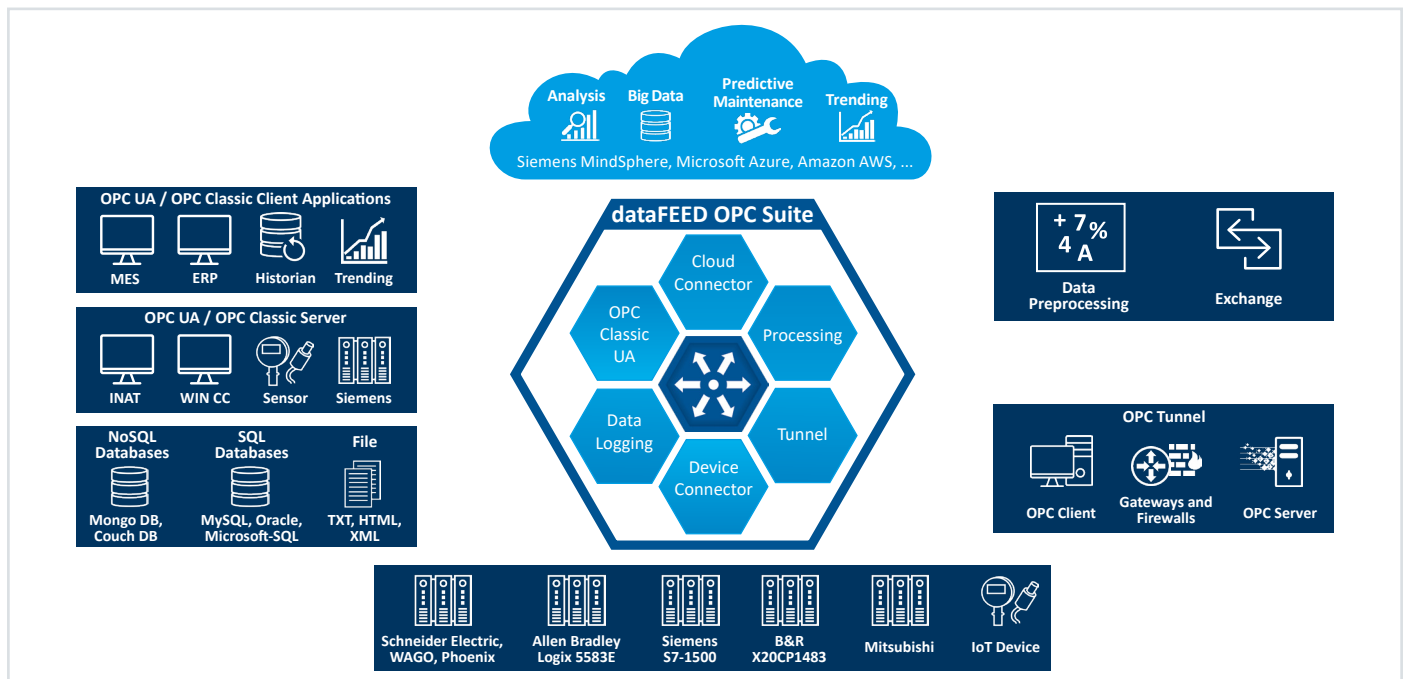 Analysis
Big Data
Predictive
Maintenance
Trending
Siemens MindSphere, Microsoft Azure, Amazon AWS, ...
OPC UA / OPC Classic Client Applications
MES
ERP
Historian
Trending
OPC UA / OPC Classic Server
INAT
WIN CC
Sensor
Siemens
NoSQL
Databases
SQL
Databases
File
Mongo DB,
Couch DB
MySQL, Oracle,
Microsoft-SQL
TXT, HTML,
XML
dataFEED OPC Suite
Cloud
Connector
OPC
Classic
UA
Processing
Data
Logging
Tunnel
Device
Connector
+ 7%
4 A
Data
Preprocessing
Exchange
OPC Tunnel
OPC Client
Gateways and
Firewalls
OPC Server
Schneider Electric,
WAGO, Phoenix
Allen Bradley
Logix 5583E
Siemens
S7-1500
B&R
X20CP1483
Mitsubishi
IoT Device